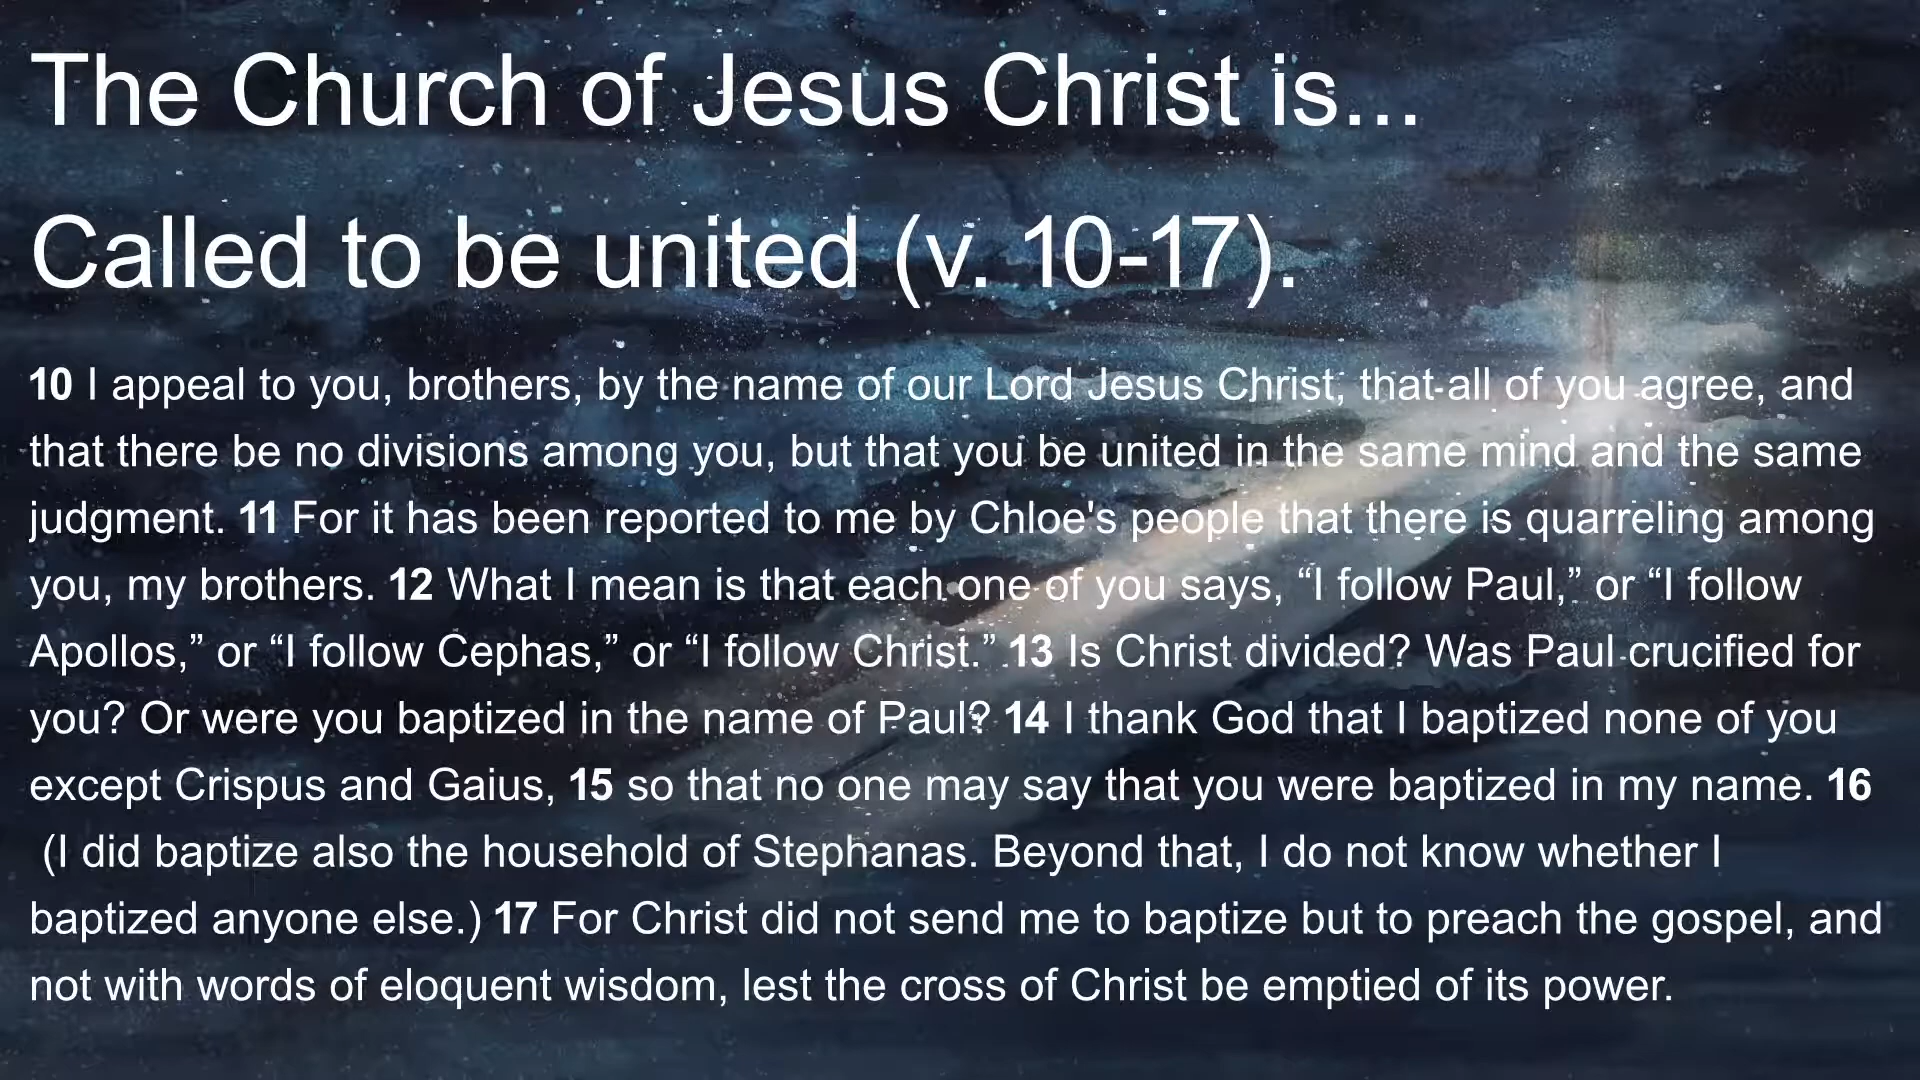 The Church of Jesus Christ is...
Called to be united (v. 10-17).
10 I appeal to you, brothers, by the name of our Lord Jesus Christ, that all of you agree, and
that there be no divisions among you, but that you be united in the same mind and the same
judgment. 11 For it has been reported to me by Chloe's people that there is quarreling among
you, my brothers. 12 What I mean is that each one of you says, “I follow Paul,” or “I follow
Apollos,” or “I follow Cephas,” or “I follow Christ.” 13 Is Christ divided? Was Paul crucified for
you? Or were you baptized in the name of Paul? 14 I thank God that I baptized none of you
except Crispus and Gaius, 15 so that no one may say that you were baptized in my name. 16
(I did baptize also the household of Stephanas. Beyond that, I do not know whether I
baptized anyone else.) 17 For Christ did not send me to baptize but to preach the gospel, and
not with words of eloquent wisdom, lest the cross of Christ be emptied of its power.